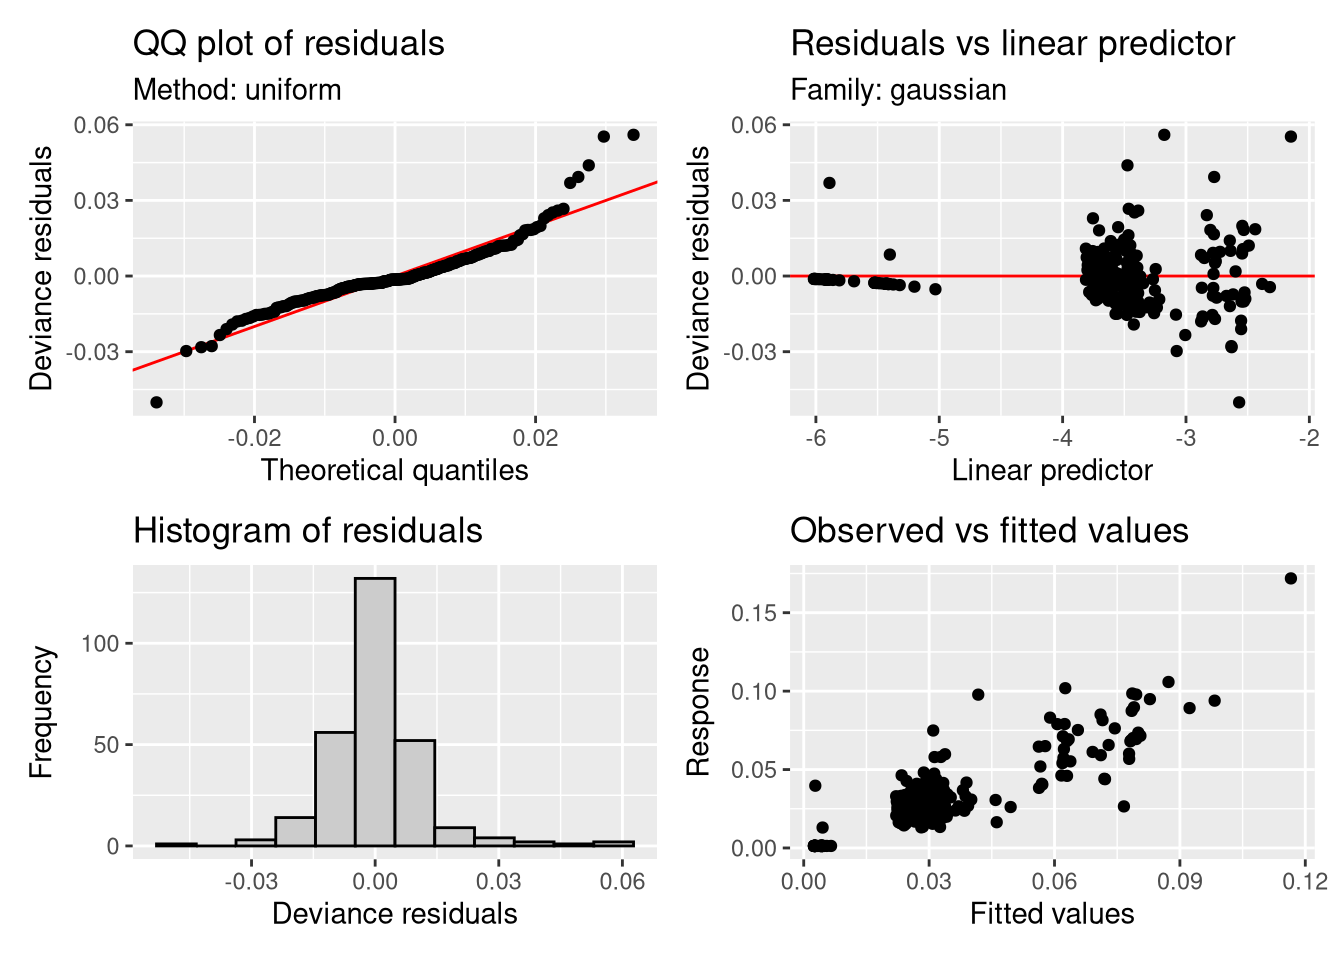 QQ plot of residuals
Method: uniform
0.06
0.03
0.00
-0.03
-0.02
0.00
0.02
Deviance residuals
Theoretical quantiles
Residuals vs linear predictor
Family: gaussian
0.06
0.03
0.00
-0.03
-6
-5
-4
-3
-2
Deviance residuals
Linear predictor
Histogram of residuals
100
50
0
-0.03
0.00
0.03
0.06
Frequency
Deviance residuals
Observed vs fitted values
0.15
0.10
0.05
0.00
0.00
0.03
0.06
0.09
0.12
Response
Fitted values